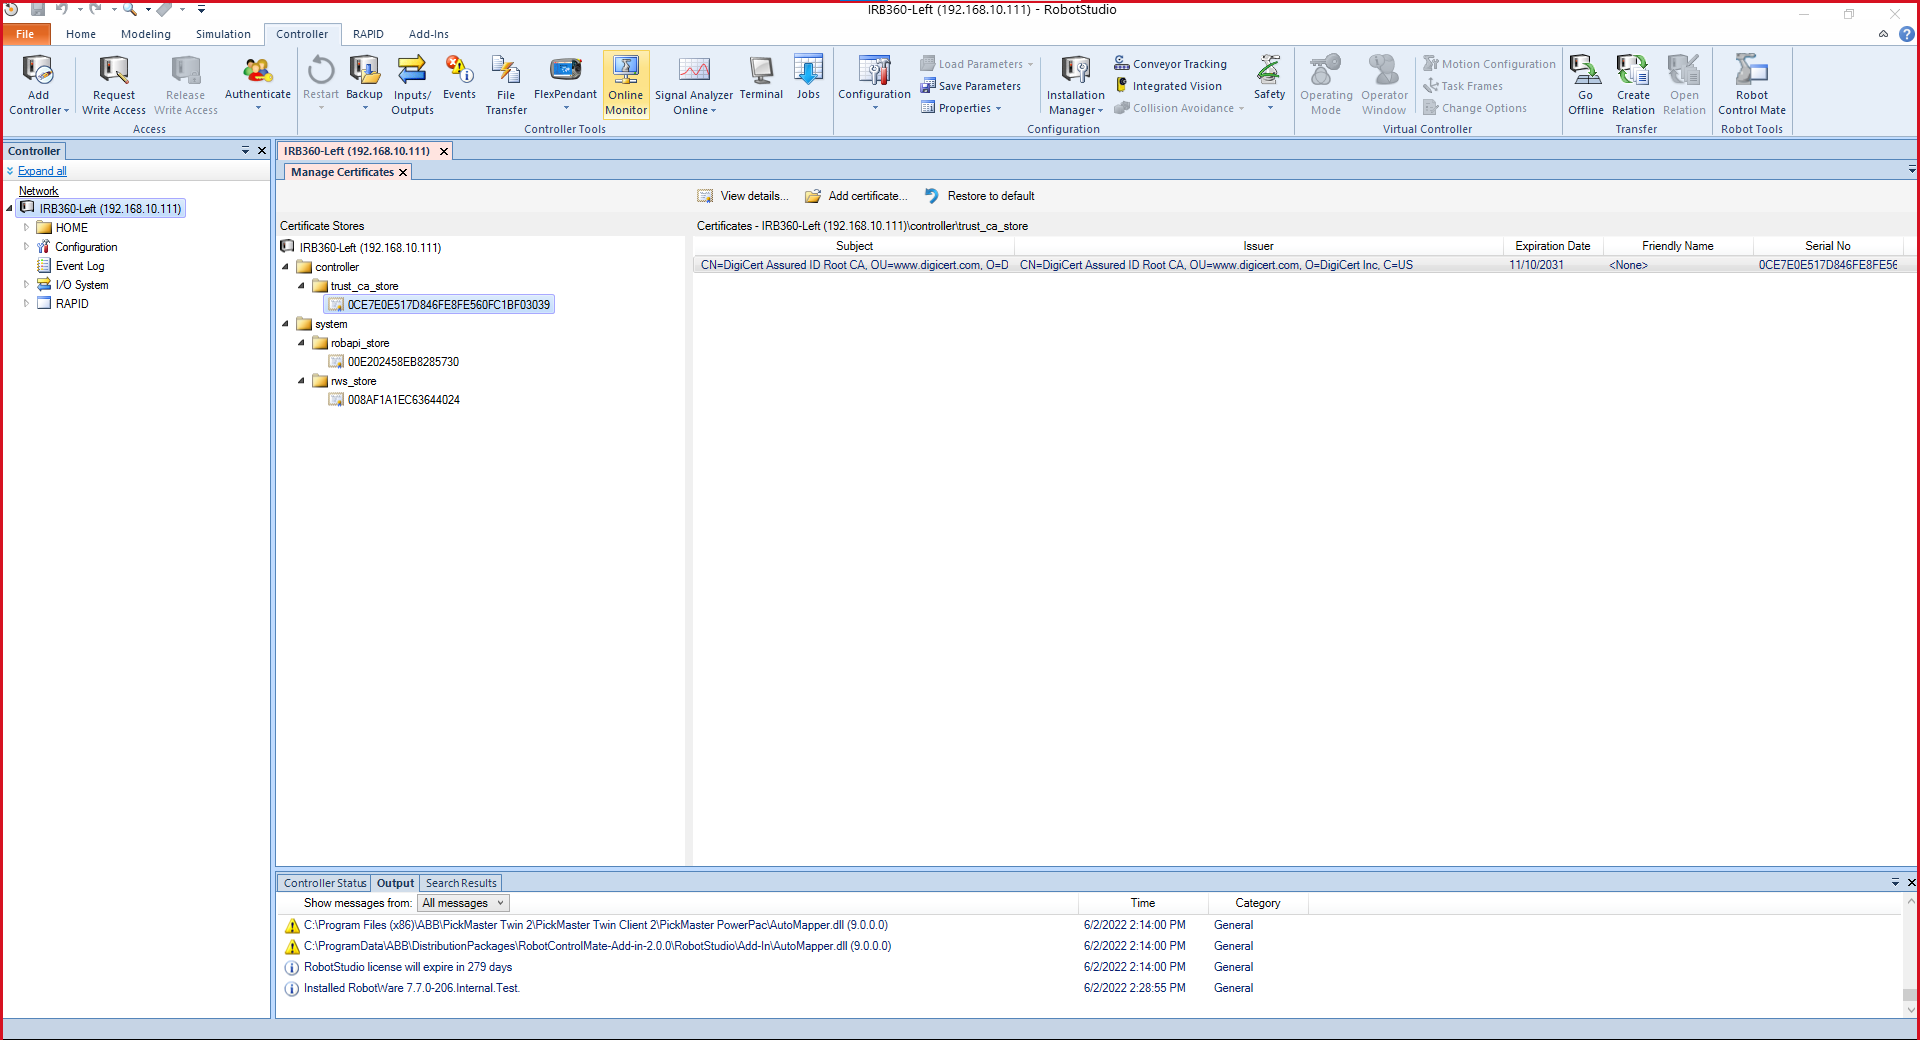 IRB360-Left (192.168.10.111) - RobotStudio
File Home Modeling Simulation Controller RAPID Add-Ins
Add Controller
Request Write Access
Release Write Access
Authenticate
Access
Restart
Backup
Inputs/ Outputs
Events
File Transfer
FlexPendant
Online Monitor
Signal Analyzer Online
Terminal
Jobs
Controller Tools
Configuration
Load Parameters
Save Parameters
Properties
Installation Manager
Conveyor Tracking
Integrated Vision
Collision Avoidance
Safety
Configuration
Operating Mode
Operator Window
Motion Configuration
Task Frames
Change Options
Virtual Controller
Go Offline
Create Relation
Open Relation
Transfer
Robot Control Mate
Robot Tools
Controller
Expand all
Network
IRB360-Left (192.168.10.111)
HOME
Configuration
Event Log
I/O System
RAPID
IRB360-Left (192.168.10.111)
Manage Certificates
View details... Add certificate... Restore to default
Certificate Stores
IRB360-Left (192.168.10.111)
controller
trust_ca_store
0CE7E0E517D846FE8FE560FC1BF03039
system
robapi_store
00E202458EB8285730
rws_store
008AF1A1EC63644024
Certificates - IRB360-Left (192.168.10.111)\controller\trust_ca_store
Subject Issuer Expiration Date Friendly Name Serial No
CN=DigiCert Assured ID Root CA, OU=www.digicert.com, O=D CN=DigiCert Assured ID Root CA, OU=www.digicert.com, O=DigiCert Inc, C=US 11/10/2031 <None> 0CE7E0E517D846FE8FE56
Controller Status Output Search Results
Show messages from: All messages Time Category
C:\Program Files (x86)\ABB\PickMaster Twin 2\PickMaster Twin Client 2\PickMaster PowerPac\AutoMapper.dll (9.0.0.0) 6/2/2022 2:14:00 PM General
C:\ProgramData\ABB\DistributionPackages\RobotControlMate-Add-in-2.0.0\RobotStudio\Add-In\AutoMapper.dll (9.0.0.0) 6/2/2022 2:14:00 PM General
RobotStudio license will expire in 279 days 6/2/2022 2:14:00 PM General
Installed RobotWare 7.7.0-206.Internal.Test. 6/2/2022 2:28:55 PM General